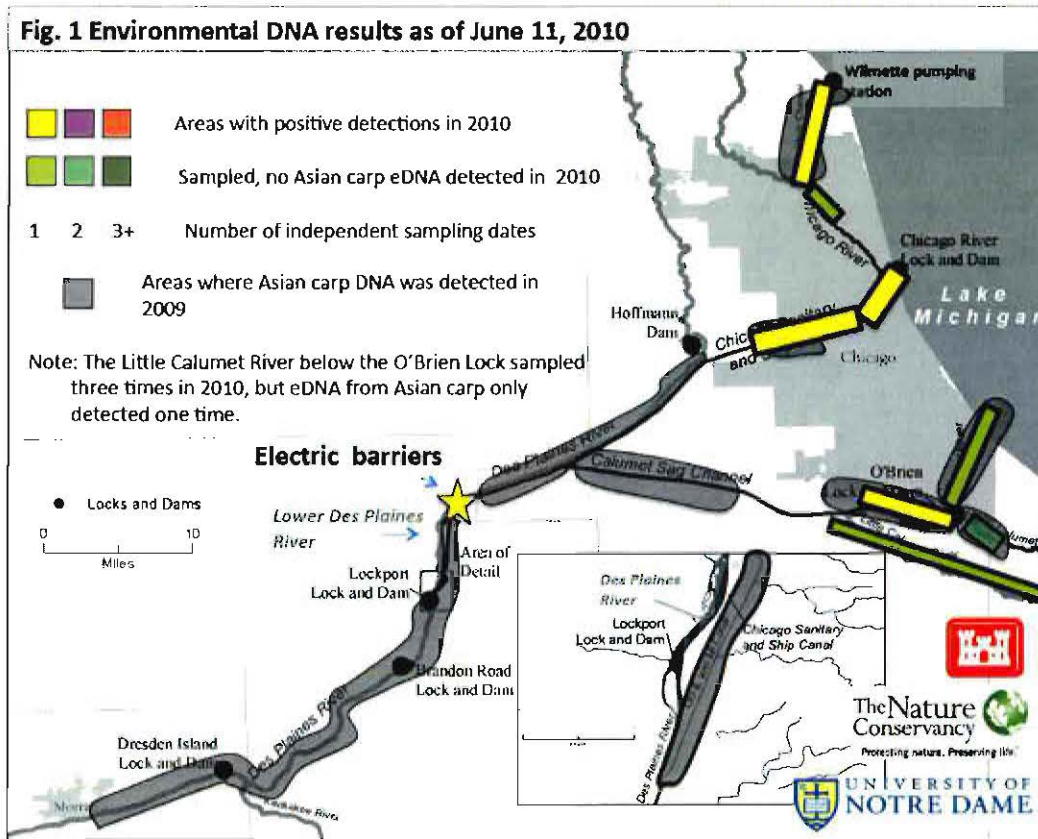 Fig. 1 Environmental DNA results as of June 11, 2010
Areas with positive detections in 2010
Sampled, no Asian carp eDNA detected in 2010
1 2 3+ Number of independent sampling dates
Areas where Asian carp DNA was detected in
2009
Note: The Little Calumet River below the O'Brien Lock sampled
three times in 2010, but eDNA from Asian carp only
detected one time.
Locks and Dams
0 10
Miles
Wilmette pumping
station
Chicago River
Chicago River
Lock and Dam
Lake
Michigan
Hoffmann
Dam
Chicago
Electric barriers
Des Plaines River
Calumet Sag Channel
O'Brien
Lock
Lower Des Plaines
River
Area of
Detail
Lockport
Lock and Dam
Brandon Road
Lock and Dam
Des Plaines River
Dresden Island
Lock and Dam
Kankakee River
Des Plaines
River
Lockport
Lock and Dam
Chicago Sanitary
and Ship Canal
Des Plaines River
The Nature
Conservancy
Protecting nature. Preserving life.
UNIVERSITY OF
NOTRE DAME